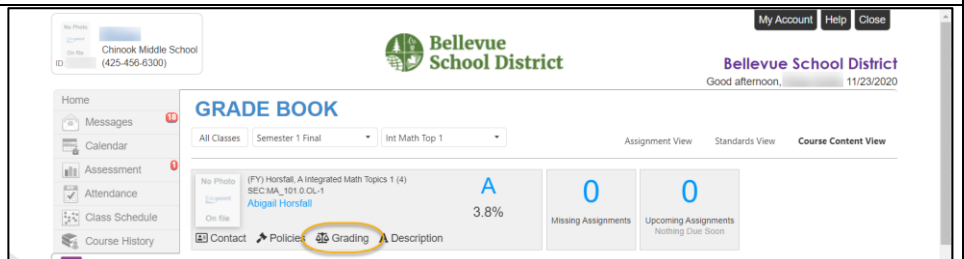 My Account Help Close
No Photo
On file
ID:
Chinook Middle School
(425-456-6300)
Bellevue
School District
Bellevue School District
Good afternoon, 11/23/2020
Home
Messages 18
Calendar
Assessment 1
Attendance
Class Schedule
Course History
GRADE BOOK
All Classes Semester 1 Final Int Math Top 1
Assignment View Standards View Course Content View
No Photo
On file
(FY) Horsfall, A Integrated Math Topics 1 (4)
SEC:MA_101.0.OL-1
Abigail Horsfall
A
3.8%
Contact Policies Grading A Description
0
Missing Assignments
0
Upcoming Assignments
Nothing Due Soon